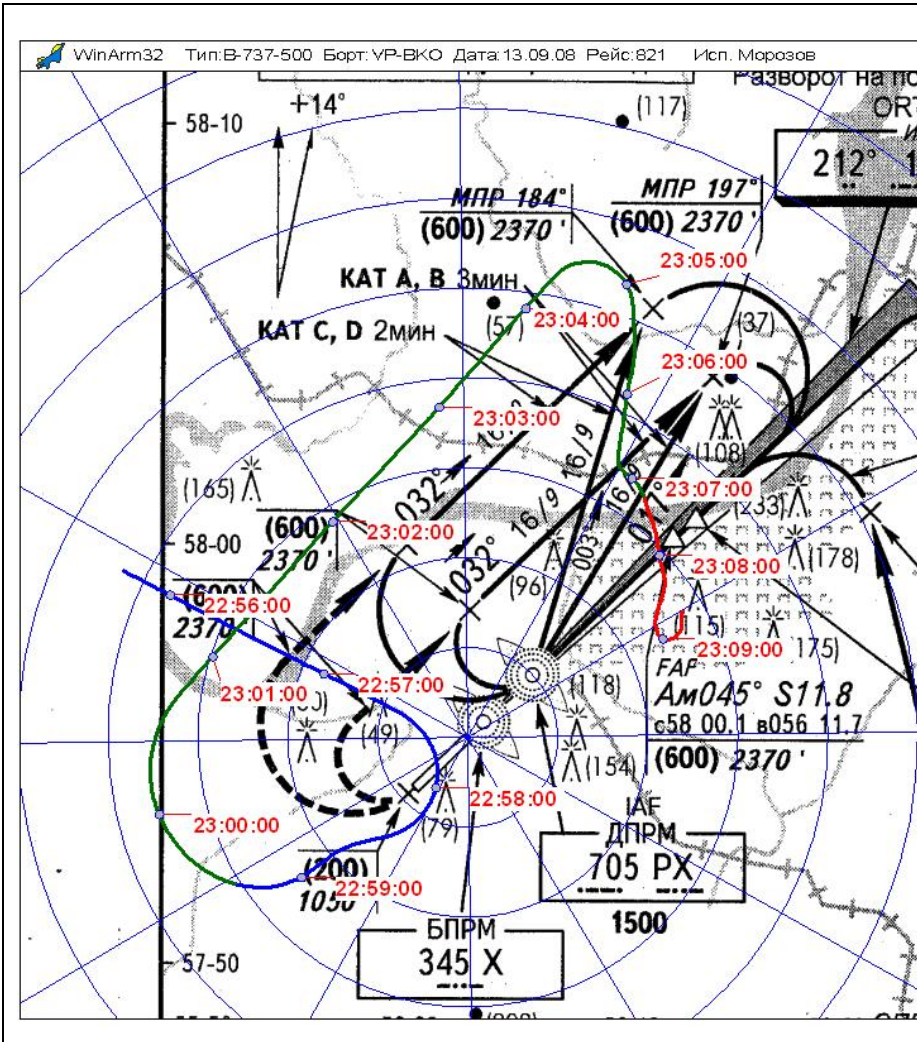 WinArm32 Тип:В-737-500 Борт: VP-BKO Дата:13.09.08 Рейс:821 Исп. Морозов
Разворот на по
+14°
(117)
58-10
212°
МПР 184°
МПР 197°
(600) 2370 '
(600) 2370 '
23:05:00
КАТ А, В 3мин
(57)
23:04:00
(37)
КАТ С, D 2мин
23:06:00
23:03:00
(108)
(165)
23:07:00
(600)
2370 '
(233)
23:02:00
032° 16/9
032° 16/9
16/9
003° 16/9
58-00
(178)
(96)
23:08:00
22:56:00
2370 '
(115)
23:09:00
175)
22:57:00
23:01:00
FAP
Ам045° S11.8
с58 00.1 в056 11.7
(600) 2370 '
(118)
(49)
(154)
22:58:00
(79)
23:00:00
IAF
ДПРМ
705 РХ
1500
(200)
22:59:00
1050
БПРМ
345 Х
57-50